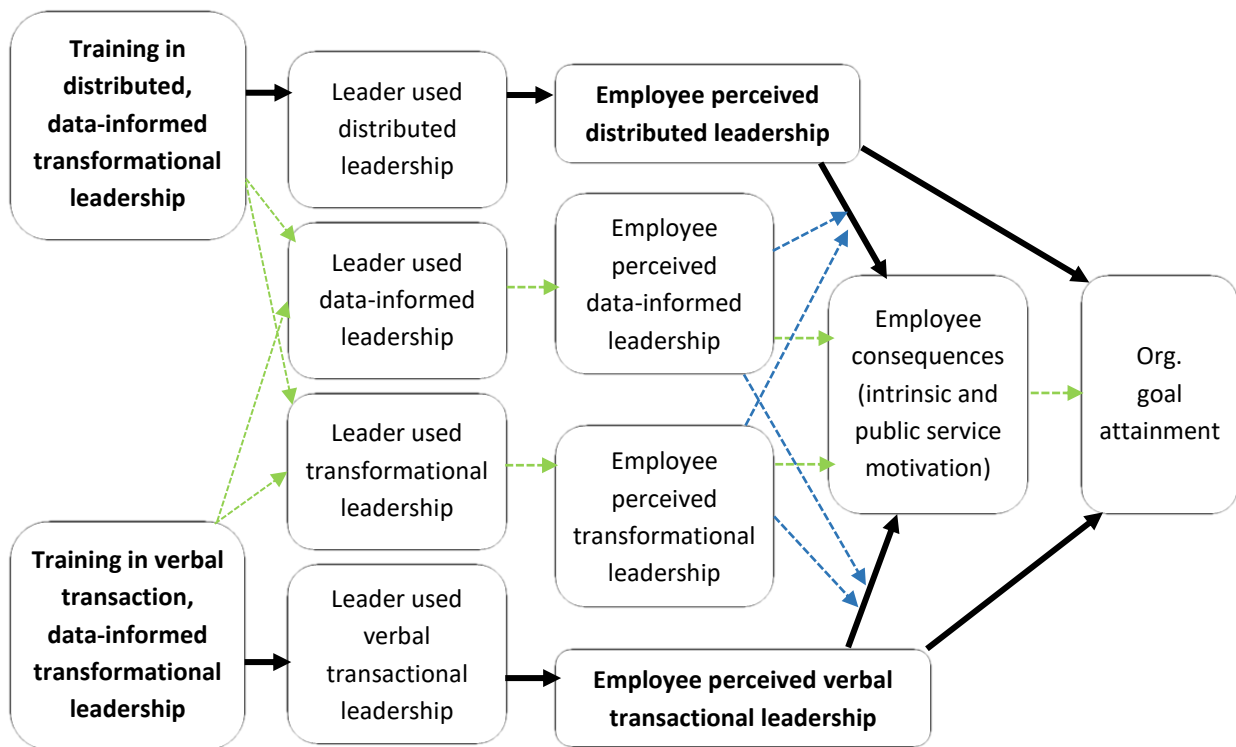 Training in
distributed,
data-informed
transformational
leadership
Leader used
distributed
leadership
Employee perceived
distributed leadership
Leader used
data-informed
leadership
Employee
perceived
data-informed
leadership
Leader used
transformational
leadership
Employee
perceived
transformational
leadership
Employee
consequences
(intrinsic and
public service
motivation)
Org.
goal
attainment
Training in verbal
transaction,
data-informed
transformational
leadership
Leader used
verbal
transactional
leadership
Employee perceived verbal
transactional leadership